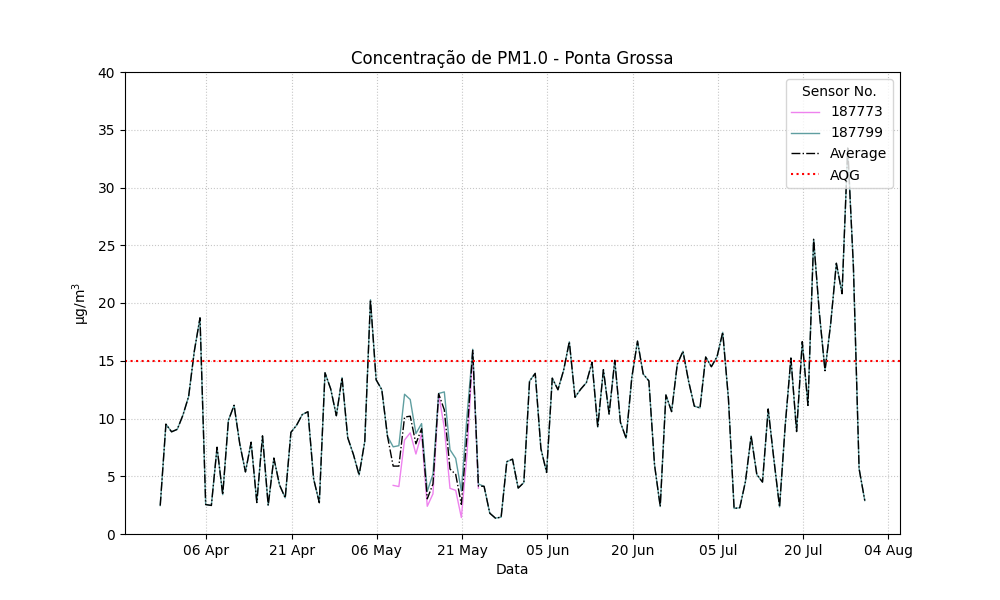 Concentração de PM1.0 - Ponta Grossa
Sensor No.
187773
187799
Average
AQG
40
35
30
25
20
15
10
5
0
µg/m³
06 Apr
21 Apr
06 May
21 May
05 Jun
20 Jun
05 Jul
20 Jul
04 Aug
Data